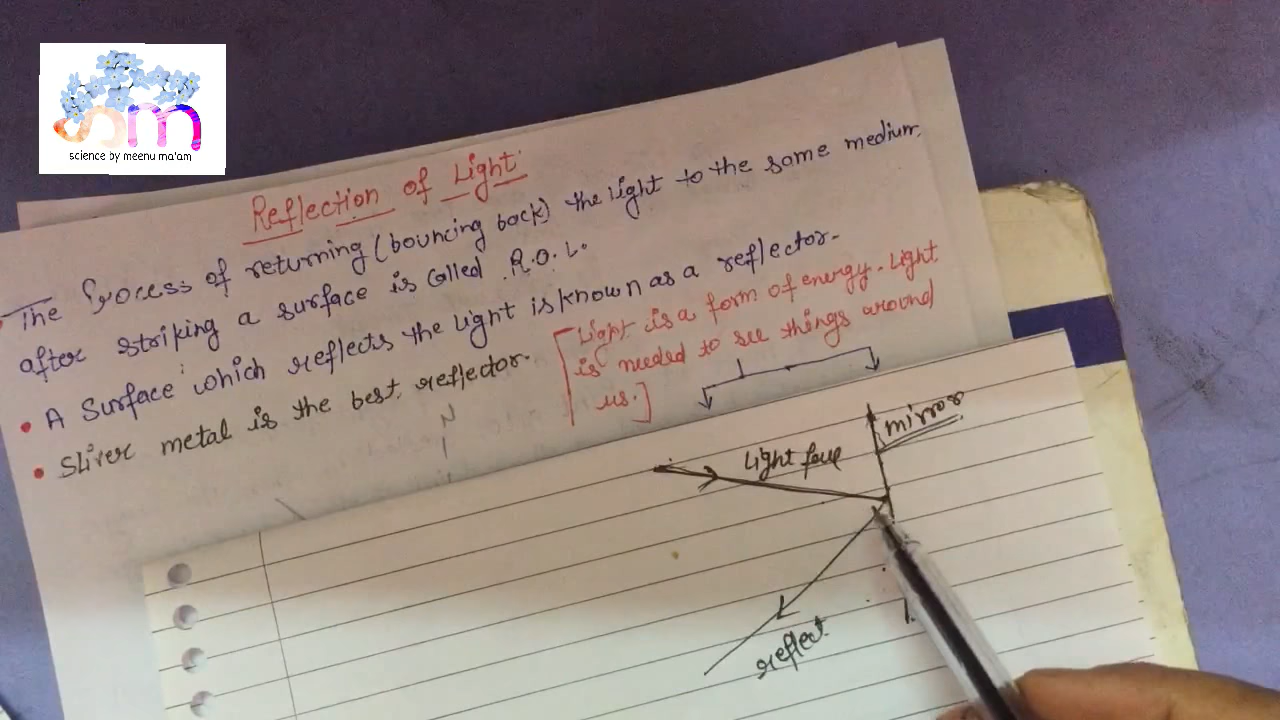 science by meenu ma'am
Reflection of Light
The Process of returning (bouncing back) the light to the same medium
after striking a surface is called R.O.L.
• A Surface which reflects the Light is known as a reflector.
• Sliver metal is the best reflector.
[Light is a form of energy. Light
is needed to see things around
us.]
mirror
Light
reflect